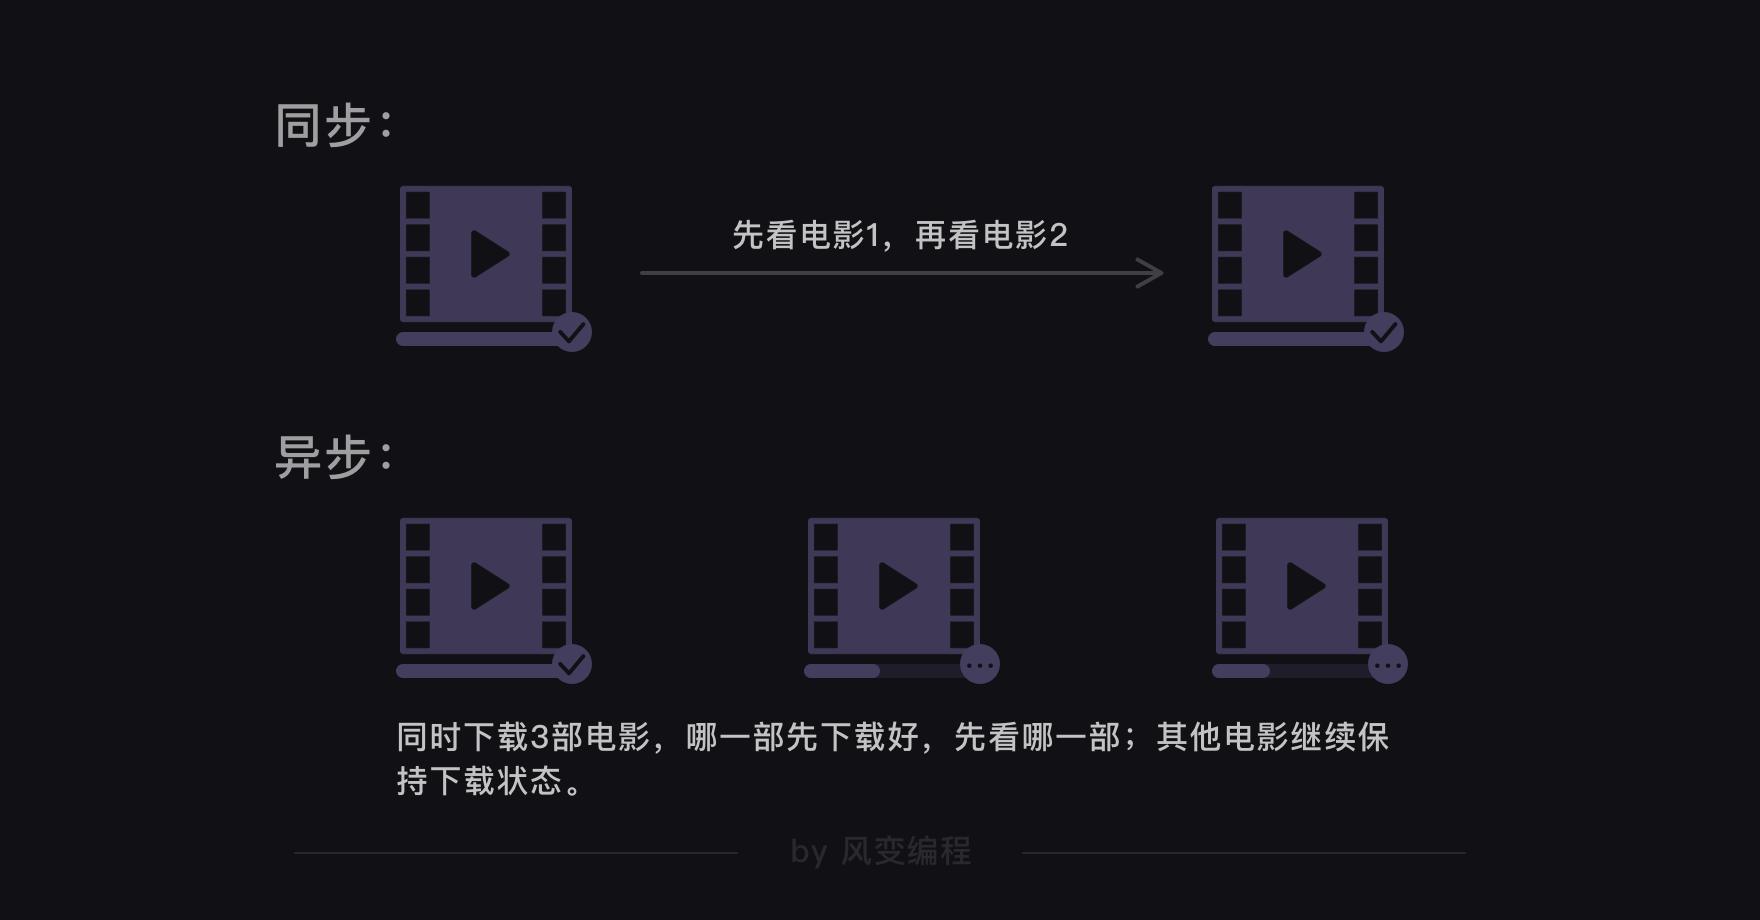 同步：
先看电影1，再看电影2
异步：
同时下载3部电影，哪一部先下载好，先看哪一部；其他电影继续保
持下载状态。
by 风变编程